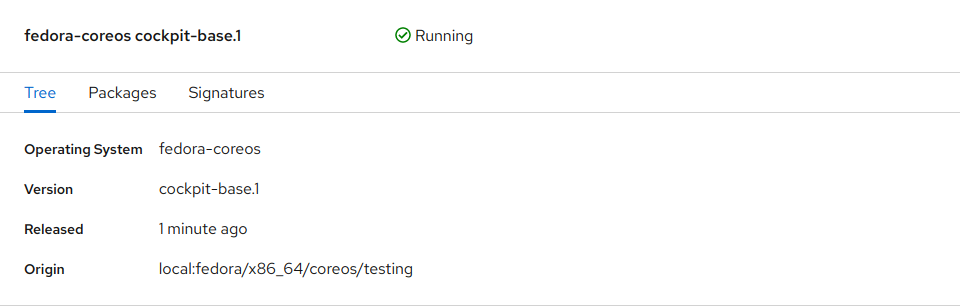 fedora-coreos cockpit-base.1 Running
Tree Packages Signatures
Operating System fedora-coreos
Version cockpit-base.1
Released 1 minute ago
Origin local:fedora/x86_64/coreos/testing